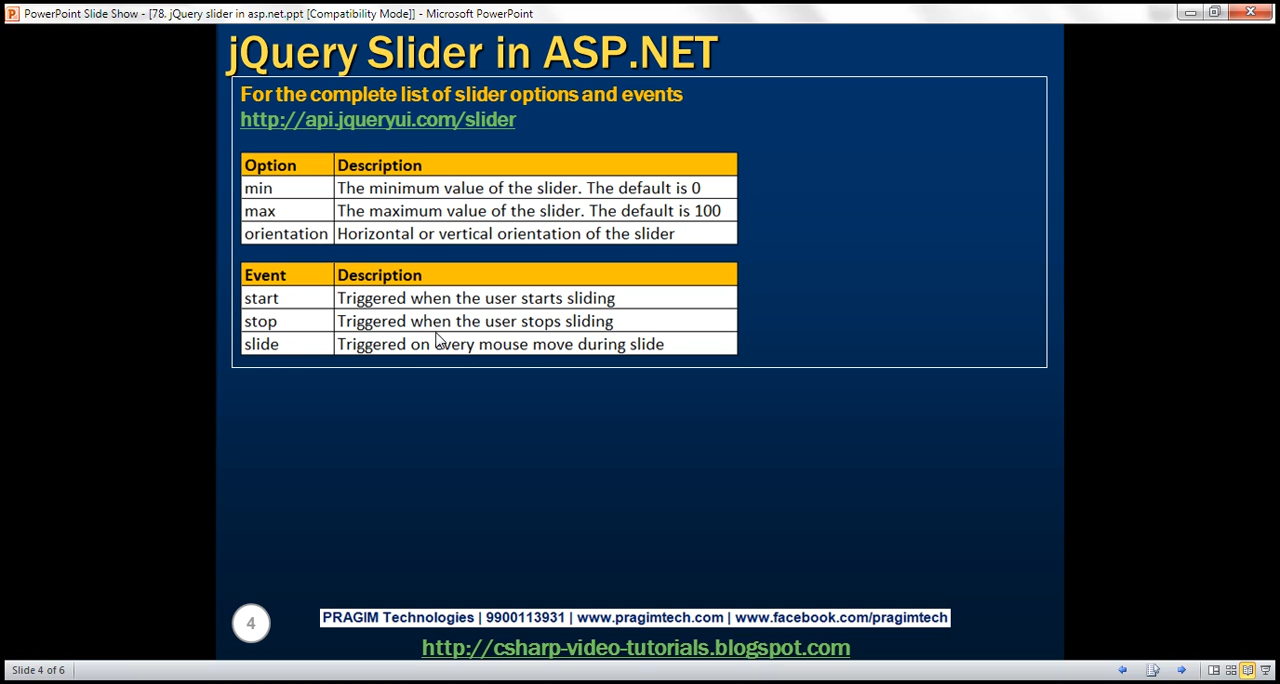 PowerPoint Slide Show - [78. jQuery slider in asp.net.ppt [Compatibility Mode]] - Microsoft PowerPoint
jQuery Slider in ASP.NET
For the complete list of slider options and events
http://api.jqueryui.com/slider
Option Description
min The minimum value of the slider. The default is 0
max The maximum value of the slider. The default is 100
orientation Horizontal or vertical orientation of the slider
Event Description
start Triggered when the user starts sliding
stop Triggered when the user stops sliding
slide Triggered on every mouse move during slide
4
PRAGIM Technologies | 9900113931 | www.pragimtech.com | www.facebook.com/pragimtech
http://csharp-video-tutorials.blogspot.com
Slide 4 of 6